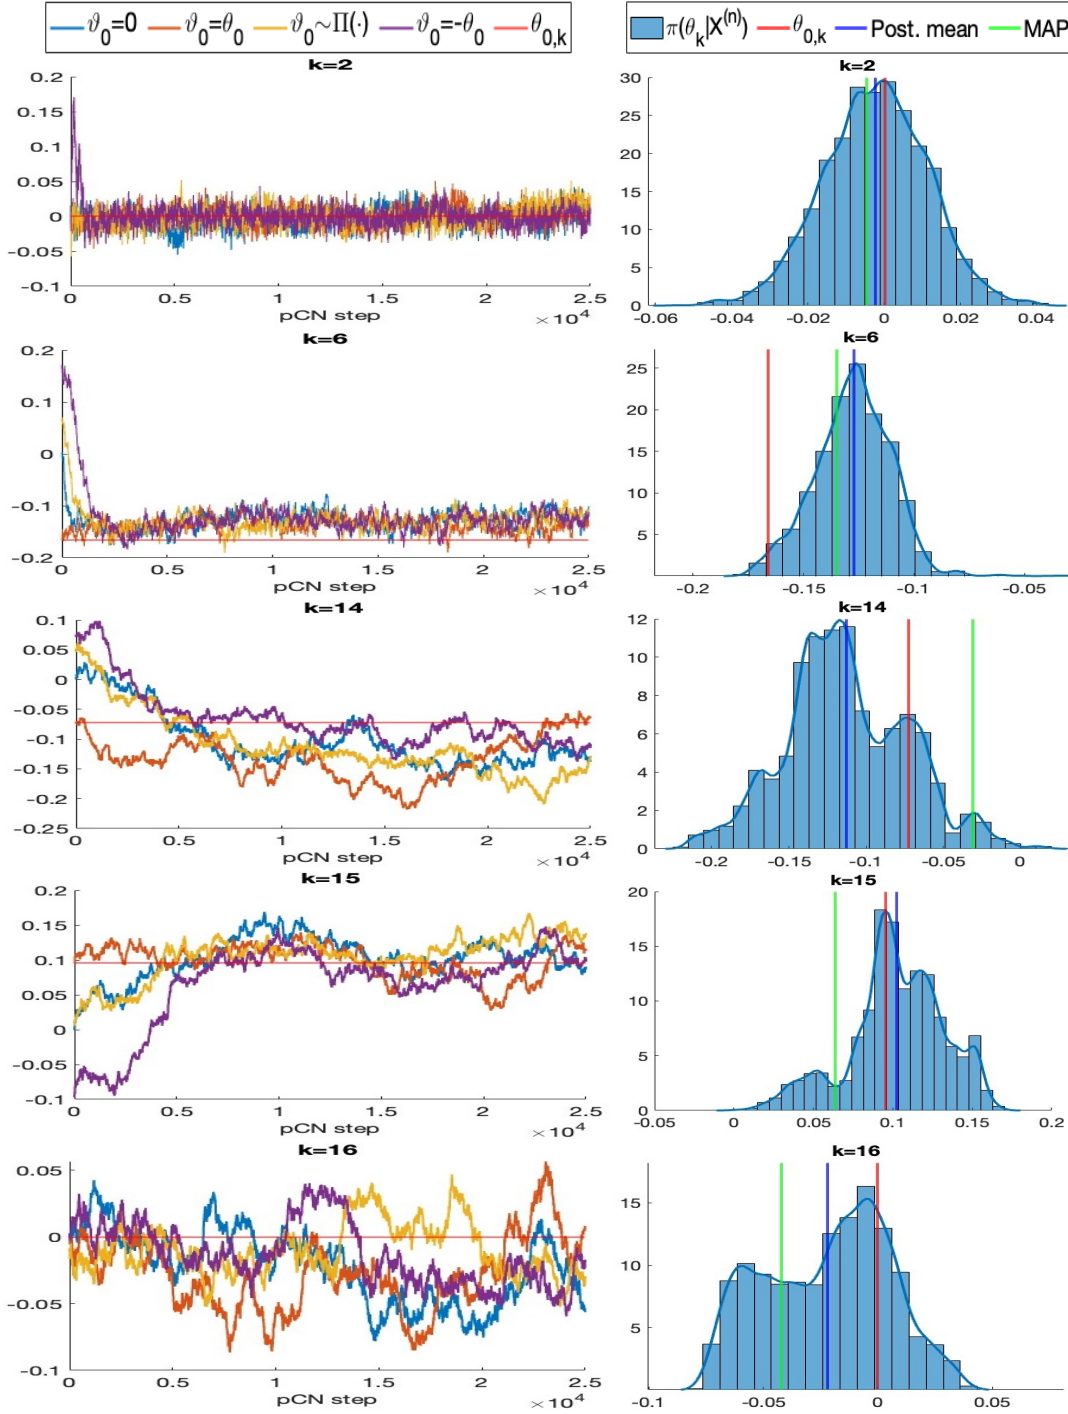 ϑ₀=0 ϑ₀=θ₀ ϑ₀~Π(·) ϑ₀=-θ₀ θ₀,ₖ
π(θₖ|X⁽ⁿ⁾) θ₀,ₖ Post. mean MAP
k=2
0.2
0.15
0.1
0.05
0
-0.05
-0.1
0 0.5 1 1.5 2 2.5
pCN step
×10⁴
k=2
30
25
20
15
10
5
0
-0.06 -0.04 -0.02 0 0.02 0.04
k=6
0.2
0.1
0
-0.1
-0.2
0 0.5 1 1.5 2 2.5
pCN step
×10⁴
k=6
25
20
15
10
5
-0.2 -0.15 -0.1 -0.05
k=14
0.1
0.05
0
-0.05
-0.1
-0.15
-0.2
-0.25
0 0.5 1 1.5 2 2.5
pCN step
×10⁴
k=14
12
10
8
6
4
2
0
-0.2 -0.15 -0.1 -0.05 0
k=15
0.2
0.15
0.1
0.05
0
-0.05
-0.1
0 0.5 1 1.5 2 2.5
pCN step
×10⁴
k=15
20
15
10
5
0
-0.05 0 0.05 0.1 0.15 0.2
k=16
0.05
0
-0.05
-0.1
0 0.5 1 1.5 2 2.5
pCN step
×10⁴
k=16
15
10
5
-0.1 -0.05 0 0.05